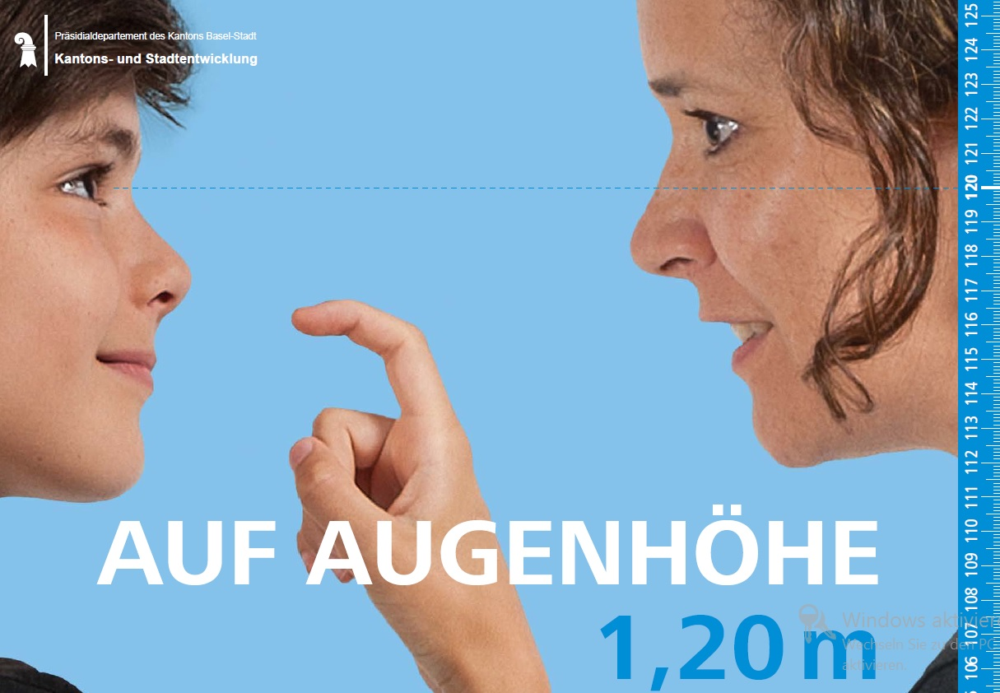 Präsidialdepartement des Kantons Basel-Stadt
Kantons- und Stadtentwicklung
AUF AUGENHÖHE
1,20 m
125
124
123
122
121
120
119
118
117
116
115
114
113
112
111
110
109
108
107
106
Windows aktivieren
Wechseln Sie zu den PC
aktivieren.